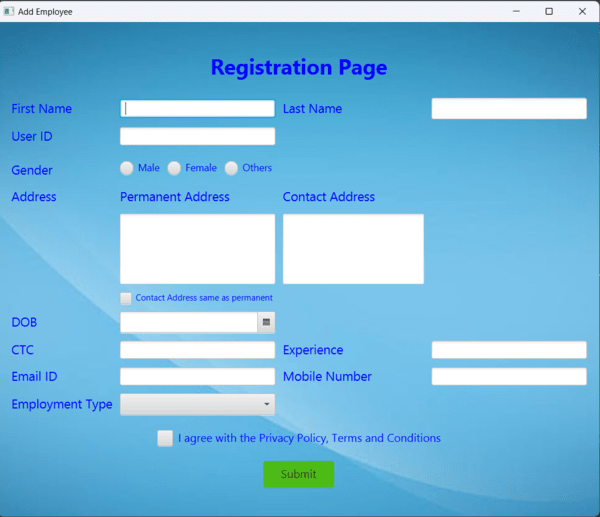 Add Employee
Registration Page
First Name Last Name
User ID
Gender Male Female Others
Address Permanent Address Contact Address
Contact Address same as permanent
DOB
CTC Experience
Email ID Mobile Number
Employment Type
I agree with the Privacy Policy, Terms and Conditions
Submit